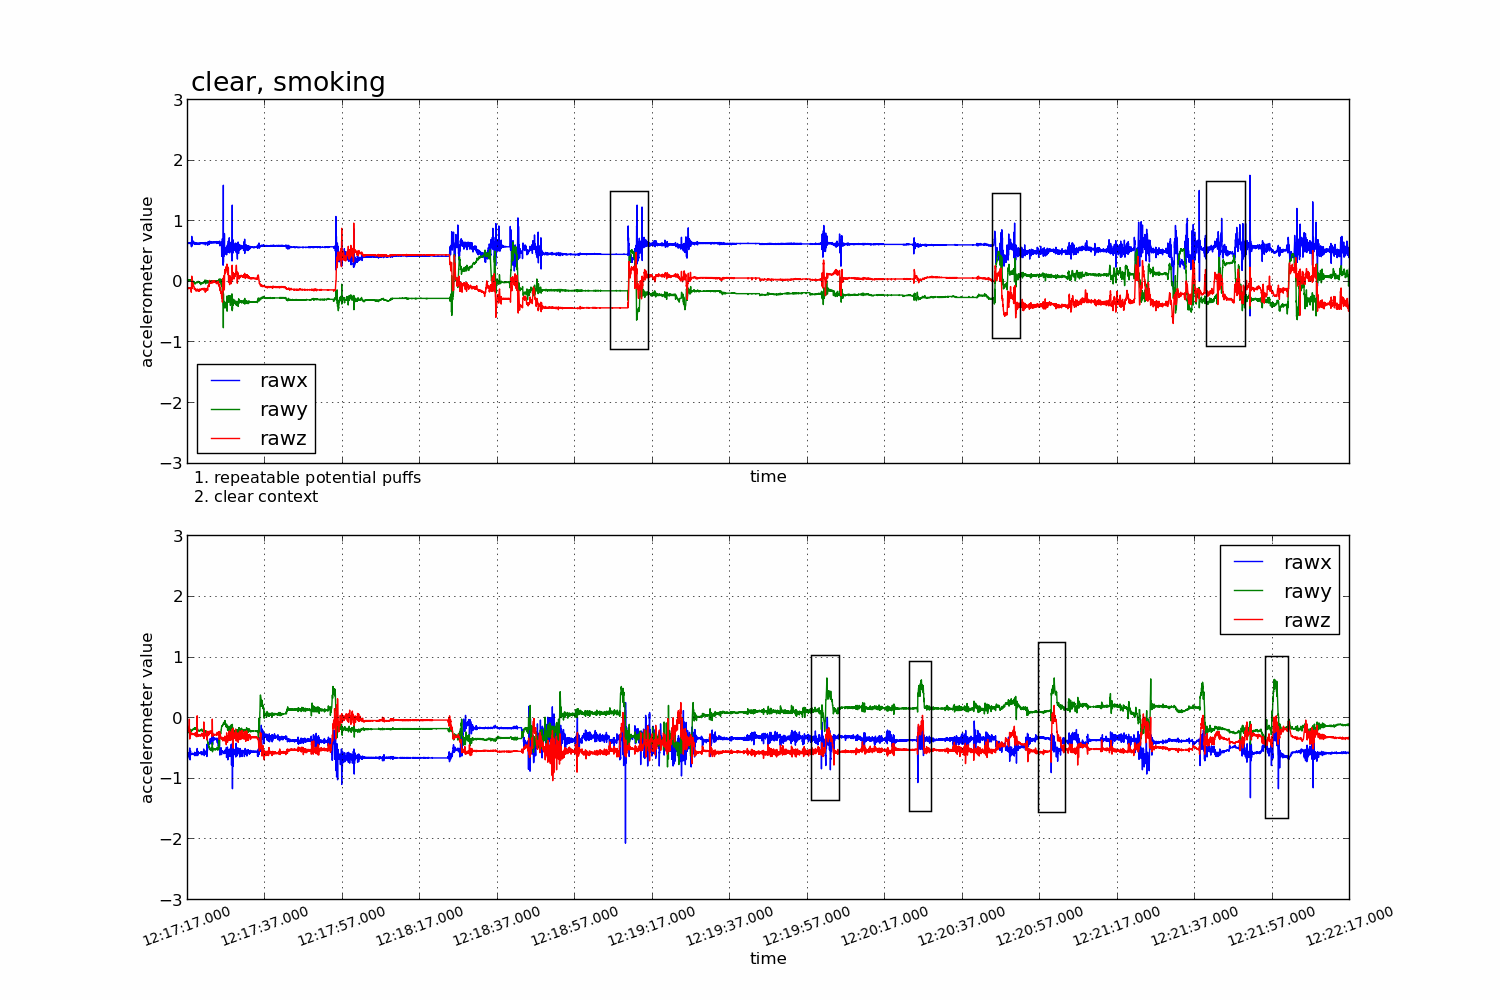 clear, smoking
3
2
1
0
−1
−2
−3
accelerometer value
rawx
rawy
rawz
time
1. repeatable potential puffs
2. clear context
3
2
1
0
−1
−2
−3
accelerometer value
rawx
rawy
rawz
12:17:17.000
12:17:37.000
12:17:57.000
12:18:17.000
12:18:37.000
12:18:57.000
12:19:17.000
12:19:37.000
12:19:57.000
12:20:17.000
12:20:37.000
12:20:57.000
12:21:17.000
12:21:37.000
12:21:57.000
12:22:17.000
time